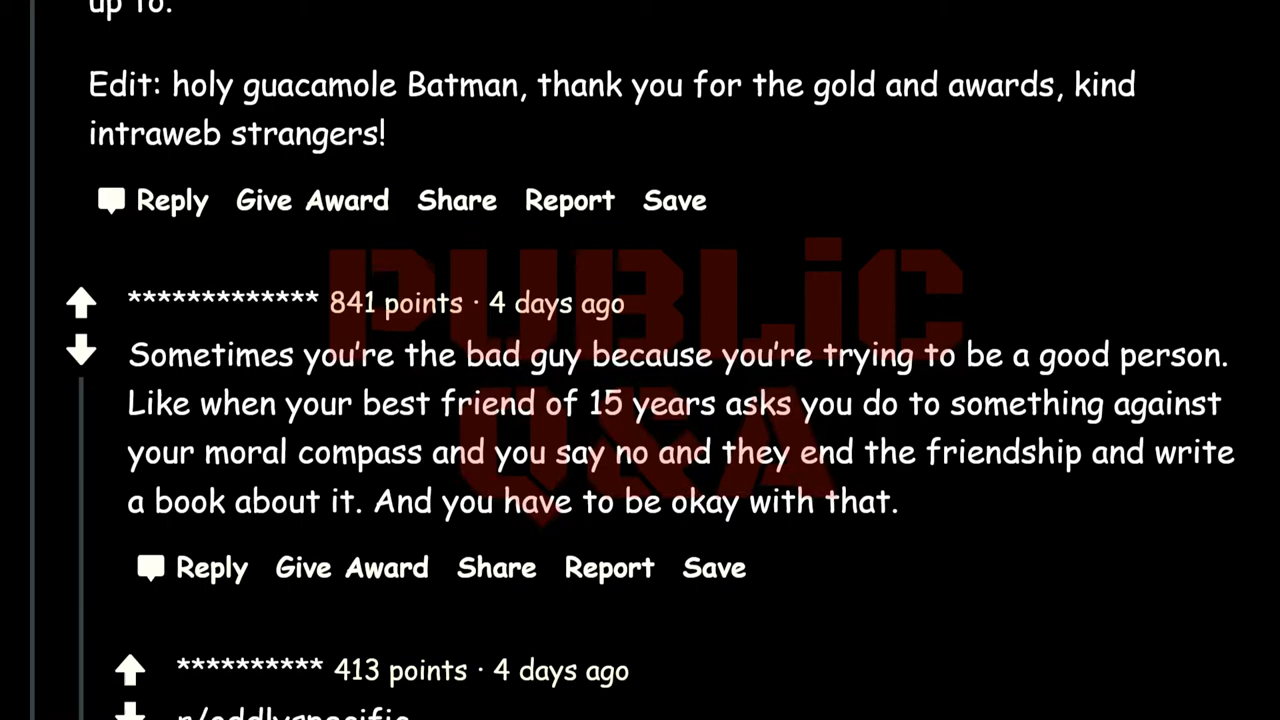 up to.
Edit: holy guacamole Batman, thank you for the gold and awards, kind
intraweb strangers!
Reply Give Award Share Report Save
************* 841 points · 4 days ago
Sometimes you're the bad guy because you're trying to be a good person.
Like when your best friend of 15 years asks you do to something against
your moral compass and you say no and they end the friendship and write
a book about it. And you have to be okay with that.
Reply Give Award Share Report Save
********** 413 points · 4 days ago
r/oddlyspecific
PUBLiC
Q&A